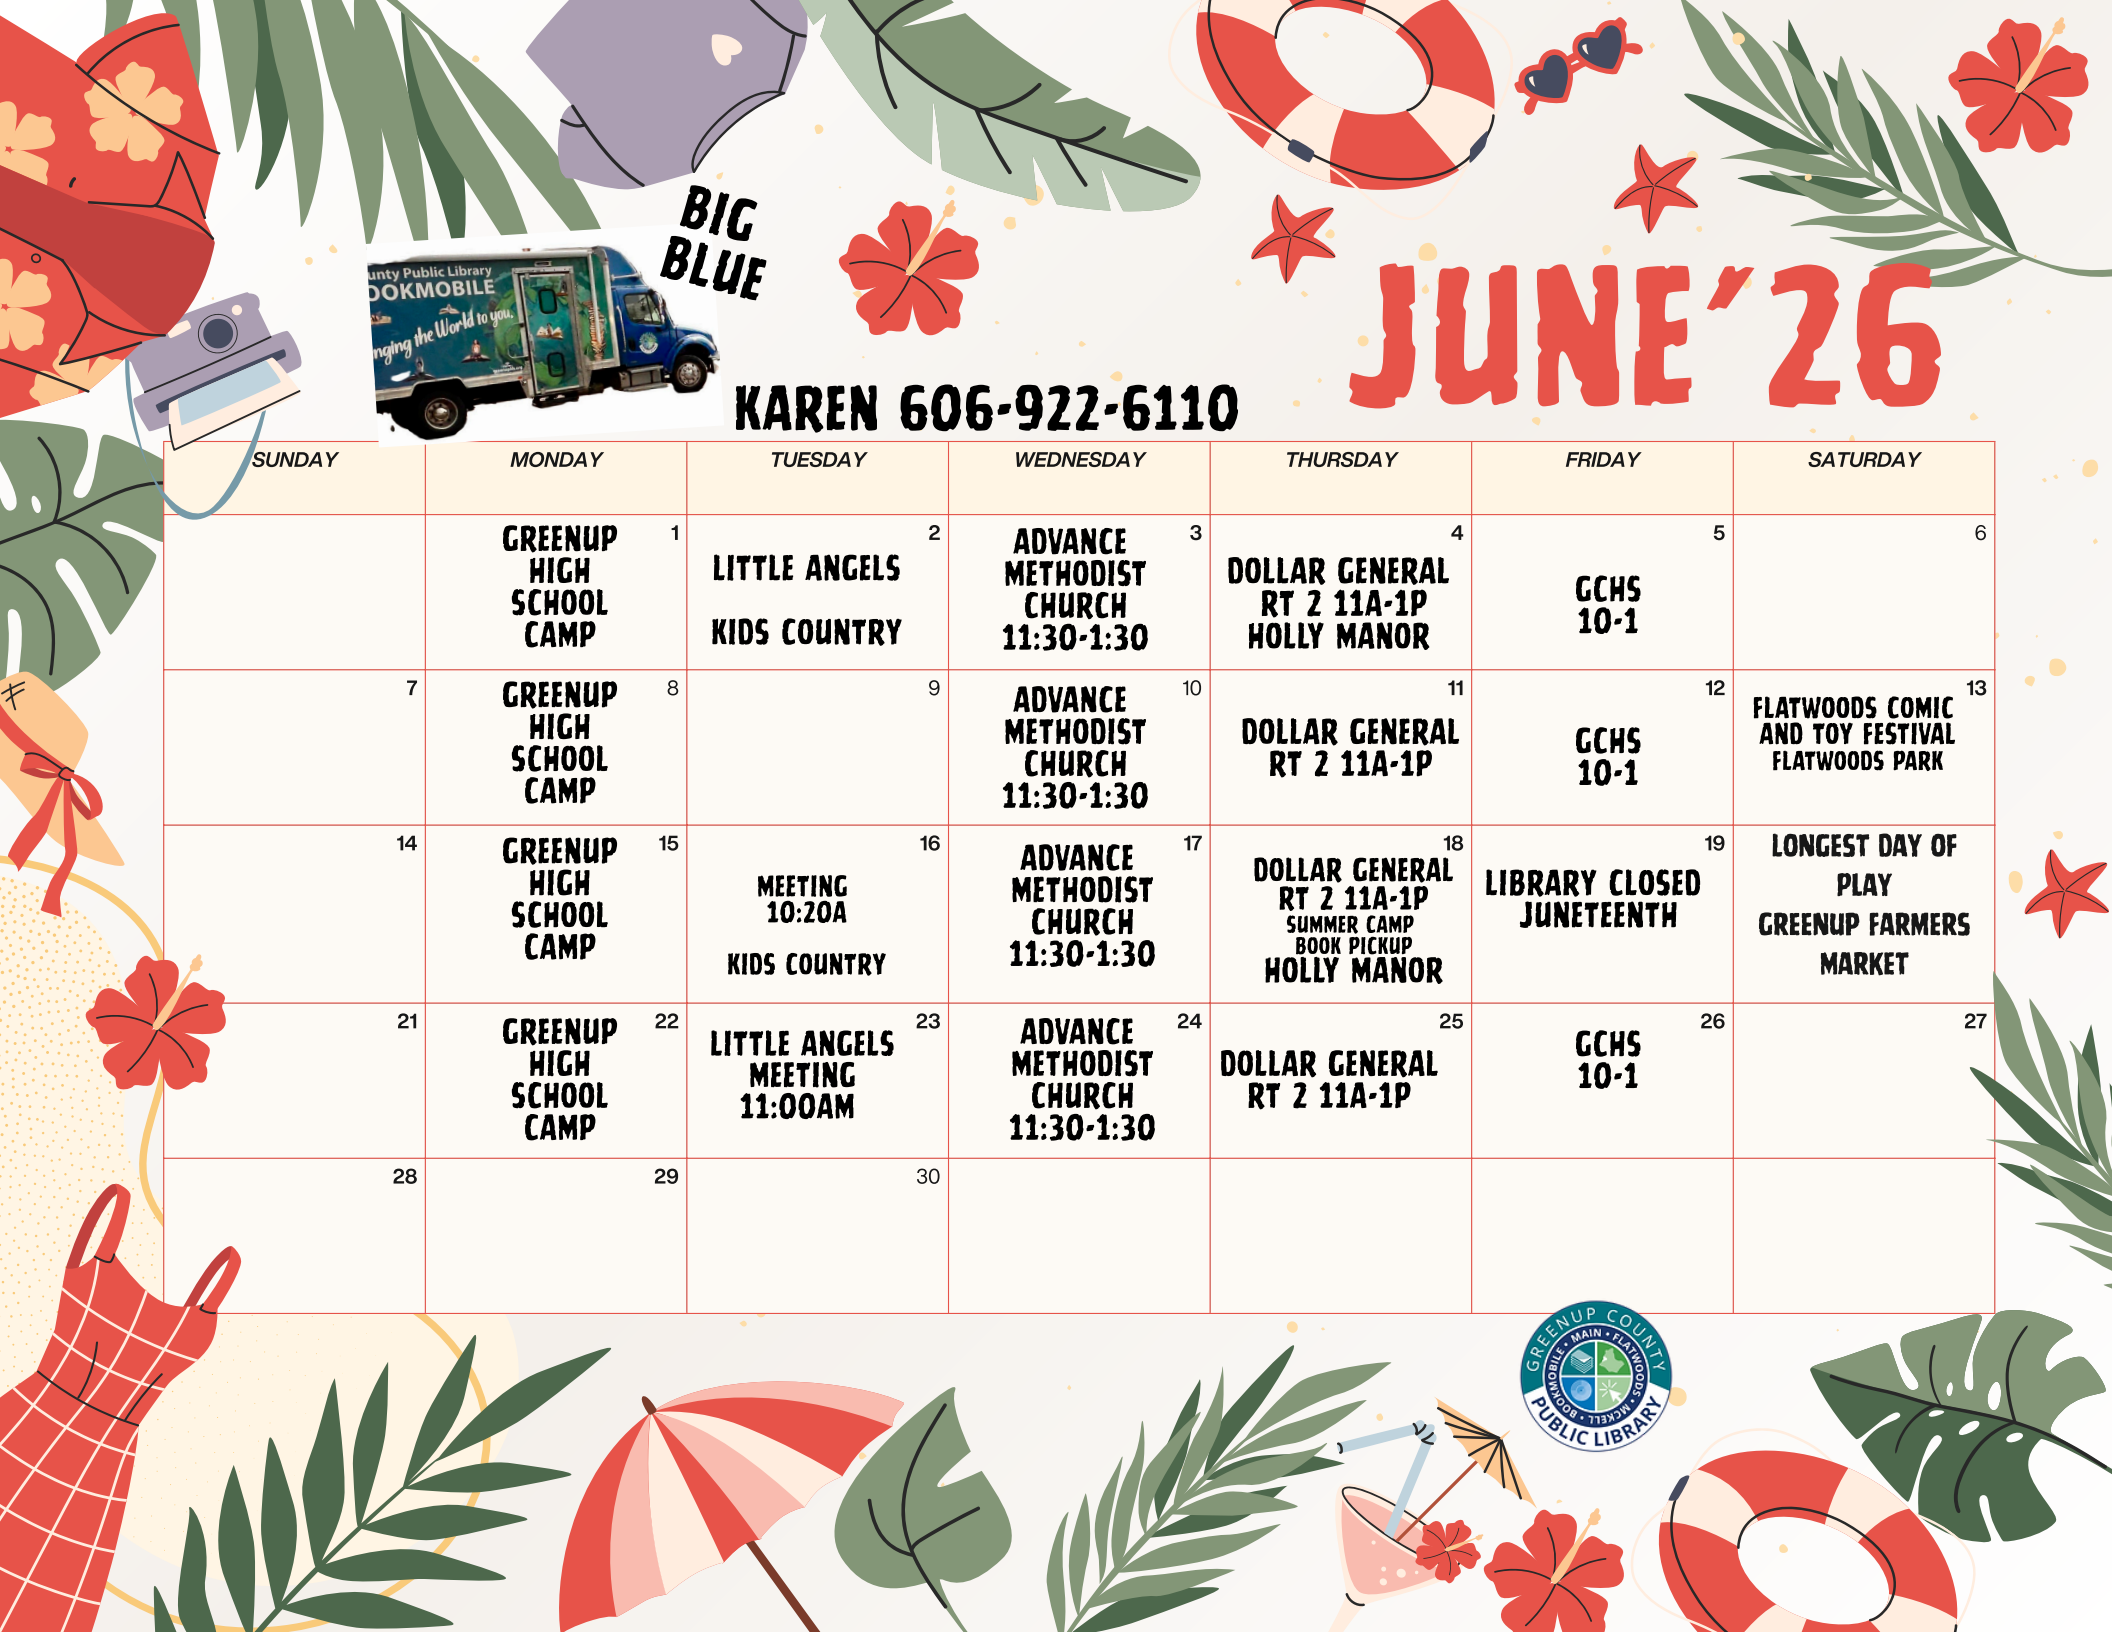 BIG
BLUE
unty Public Library
OOKMOBILE
nging the World to you.
JUNE'26
KAREN 606-922-6110
SUNDAY MONDAY TUESDAY WEDNESDAY THURSDAY FRIDAY SATURDAY
1
GREENUP
HIGH
SCHOOL
CAMP
2
LITTLE ANGELS
KIDS COUNTRY
3
ADVANCE
METHODIST
CHURCH
11:30-1:30
4
DOLLAR GENERAL
RT 2 11A-1P
HOLLY MANOR
5
GCHS
10-1
6
7
8
GREENUP
HIGH
SCHOOL
CAMP
9
10
ADVANCE
METHODIST
CHURCH
11:30-1:30
11
DOLLAR GENERAL
RT 2 11A-1P
12
GCHS
10-1
13
FLATWOODS COMIC
AND TOY FESTIVAL
FLATWOODS PARK
14
15
GREENUP
HIGH
SCHOOL
CAMP
16
MEETING
10:20A
KIDS COUNTRY
17
ADVANCE
METHODIST
CHURCH
11:30-1:30
18
DOLLAR GENERAL
RT 2 11A-1P
SUMMER CAMP
BOOK PICKUP
HOLLY MANOR
19
LIBRARY CLOSED
JUNETEENTH
LONGEST DAY OF
PLAY
GREENUP FARMERS
MARKET
21
22
GREENUP
HIGH
SCHOOL
CAMP
23
LITTLE ANGELS
MEETING
11:00AM
24
ADVANCE
METHODIST
CHURCH
11:30-1:30
25
DOLLAR GENERAL
RT 2 11A-1P
26
GCHS
10-1
27
28
29
30
GREENUP COUNTY
PUBLIC LIBRARY
BOOKMOBILE • MAIN • FLATWOODS • MCKELL •